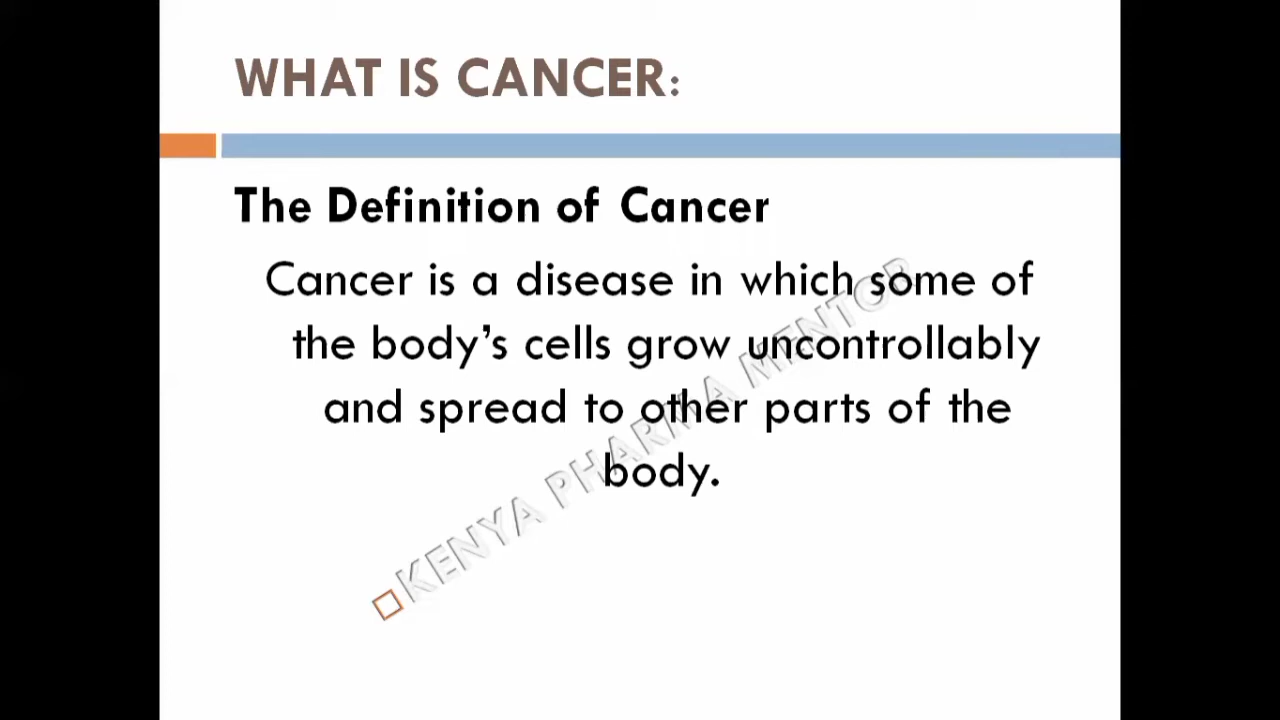 WHAT IS CANCER:
The Definition of Cancer
Cancer is a disease in which some of
the body’s cells grow uncontrollably
and spread to other parts of the
body.
KENYA PHARMA MENTOR